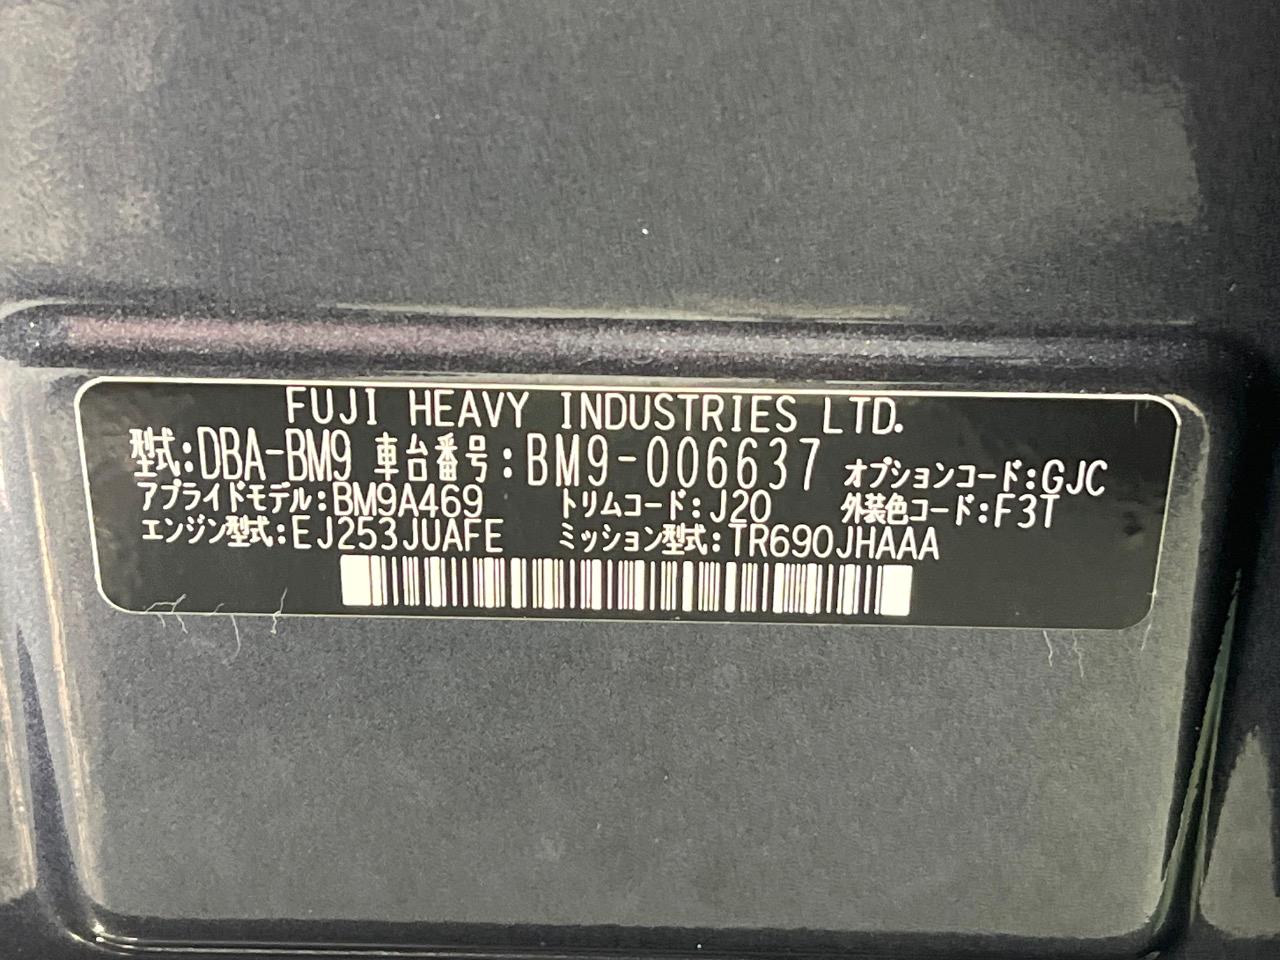 FUJI HEAVY INDUSTRIES LTD.
型式:DBA-BM9 車台番号:BM9-006637 オプションコード:GJC
アプライドモデル:BM9A469 トリムコード:J20 外装色コード:F3T
エンジン型式:EJ253JUAFE ミッション型式:TR690JHAAA